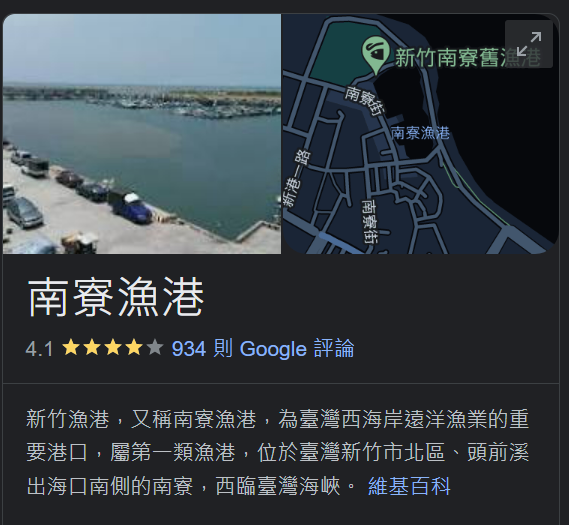 新竹南寮舊漁港
南寮街
南寮漁港
新港一路
南寮街
南寮漁港
4.1 934 則 Google 評論
新竹漁港，又稱南寮漁港，為臺灣西海岸遠洋漁業的重
要港口，屬第一類漁港，位於臺灣新竹市北區、頭前溪
出海口南側的南寮，西臨臺灣海峽。 維基百科